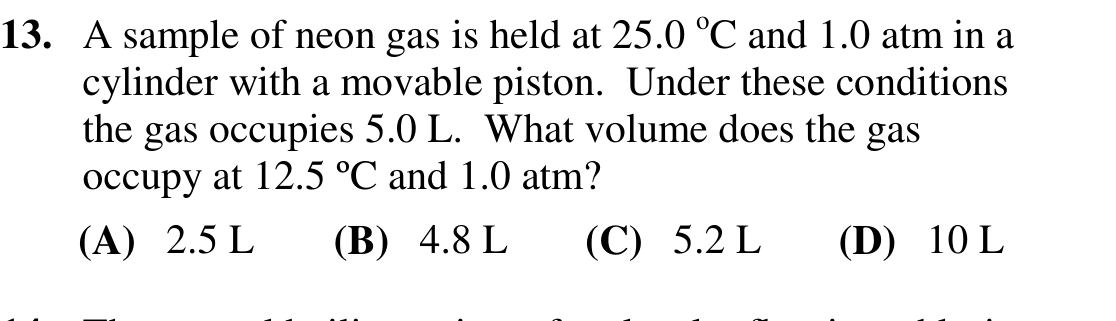 13. A sample of neon gas is held at 25.0 ºC and 1.0 atm in a
cylinder with a movable piston. Under these conditions
the gas occupies 5.0 L. What volume does the gas
occupy at 12.5 ºC and 1.0 atm?
(A) 2.5 L (B) 4.8 L (C) 5.2 L (D) 10 L